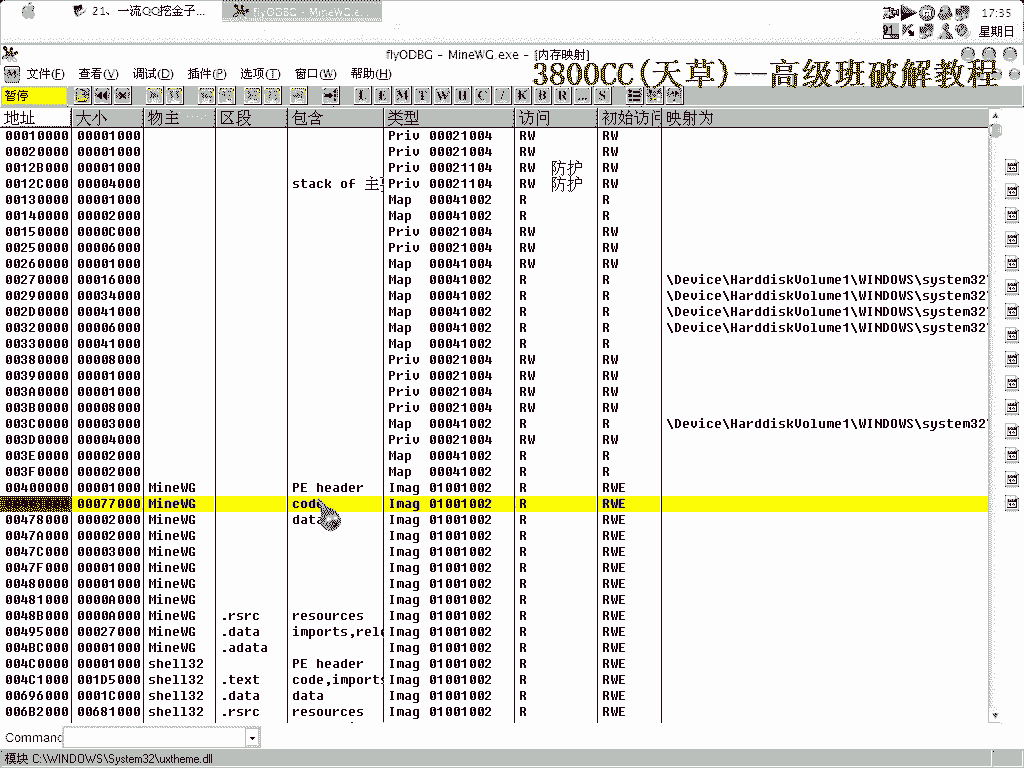 21、一流QQ挖金子...
flyODBG - MineWG.e...
17:35
星期日
flyODBG - MineWG.exe - [内存映射]
文件(F) 查看(V) 调试(D) 插件(P) 选项(T) 窗口(W) 帮助(H)
3800CC(天草)--高级班破解教程
暂停 L E M T W H C / K B R ... S
地址 大小 物主 区段 包含 类型 访问 初始访问 映射为
00010000 00001000 Priv 00021004 RW RW
00020000 00001000 Priv 00021004 RW RW
0012B000 00001000 Priv 00021104 RW 防护 RW
0012C000 00004000 stack of 主 Priv 00021104 RW 防护 RW
00130000 00001000 Map 00041002 R R
00140000 00002000 Map 00041002 R R
00150000 0000C000 Priv 00021004 RW RW
00250000 00006000 Priv 00021004 RW RW
00260000 00001000 Map 00041004 RW RW
00270000 00016000 Map 00041002 R R \Device\HarddiskVolume1\WINDOWS\system32\
00290000 00034000 Map 00041002 R R \Device\HarddiskVolume1\WINDOWS\system32\
002D0000 00041000 Map 00041002 R R \Device\HarddiskVolume1\WINDOWS\system32\
00320000 00006000 Map 00041002 R R \Device\HarddiskVolume1\WINDOWS\system32\
00330000 00041000 Map 00041002 R R
00380000 00008000 Priv 00021004 RW RW
00390000 00001000 Priv 00021004 RW RW
003A0000 00001000 Priv 00021004 RW RW
003B0000 00008000 Priv 00021004 RW RW
003C0000 00003000 Map 00041002 R R \Device\HarddiskVolume1\WINDOWS\system32\
003D0000 00004000 Priv 00021004 RW RW
003E0000 00002000 Map 00041002 R R
003F0000 00002000 Map 00041002 R R
00400000 00001000 MineWG PE header Imag 01001002 R RWE
00077000 MineWG code Imag 01001002 R RWE
00478000 00002000 MineWG data Imag 01001002 R RWE
0047A000 00002000 MineWG Imag 01001002 R RWE
0047C000 00003000 MineWG Imag 01001002 R RWE
0047F000 00001000 MineWG Imag 01001002 R RWE
00480000 00001000 MineWG Imag 01001002 R RWE
00481000 0000A000 MineWG Imag 01001002 R RWE
0048B000 0000A000 MineWG .rsrc resources Imag 01001002 R RWE
00495000 00027000 MineWG .data imports,rel Imag 01001002 R RWE
004BC000 00001000 MineWG .adata Imag 01001002 R RWE
004C0000 00001000 shell32 PE header Imag 01001002 R RWE
004C1000 001D5000 shell32 .text code,imports Imag 01001002 R RWE
00696000 0001C000 shell32 .data data Imag 01001002 R RWE
006B2000 00681000 shell32 .rsrc resources Imag 01001002 R RWE
Command
模块 C:\WINDOWS\System32\uxtheme.dll